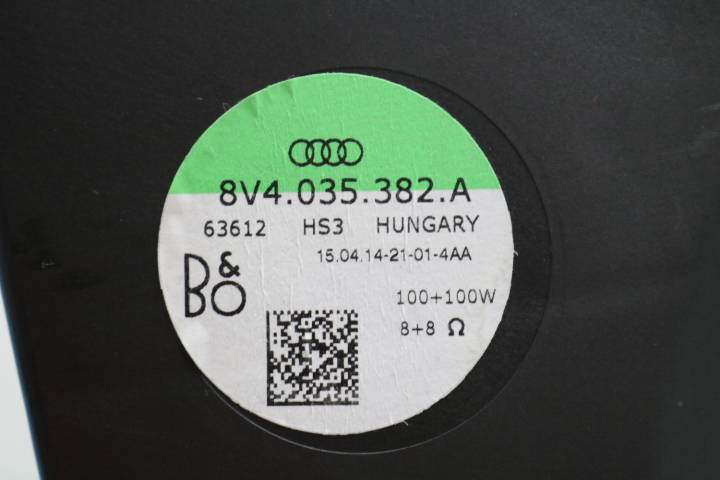 8V4.035.382.A
63612 HS3 HUNGARY
15.04.14-21-01-4AA
B&O
100+100W
8+8 Ω